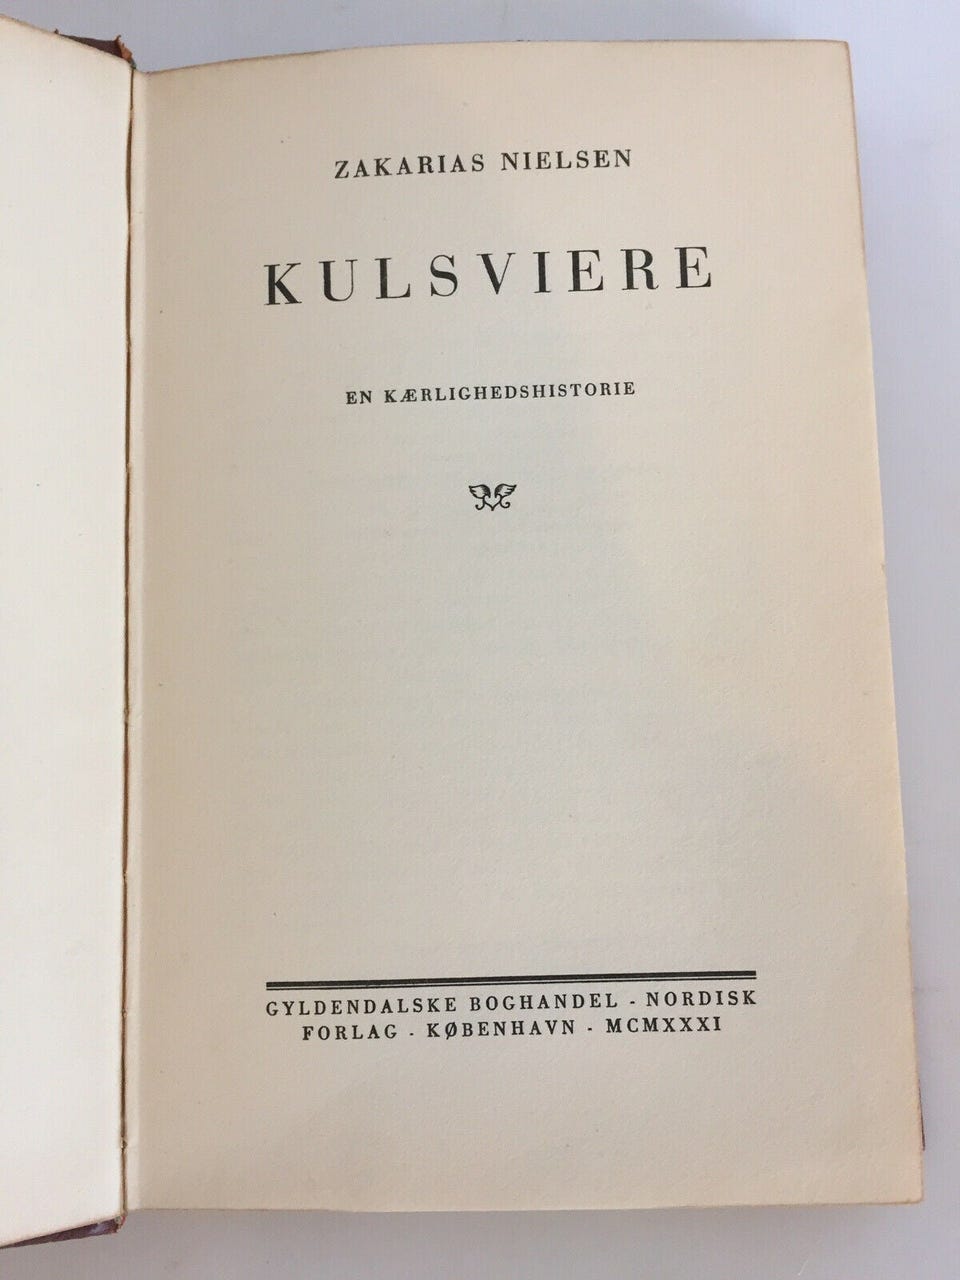 ZAKARIAS NIELSEN
KULSVIERE
EN KÆRLIGHEDSHISTORIE
GYLDENDALSKE BOGHANDEL - NORDISK
FORLAG - KØBENHAVN - MCMXXXI